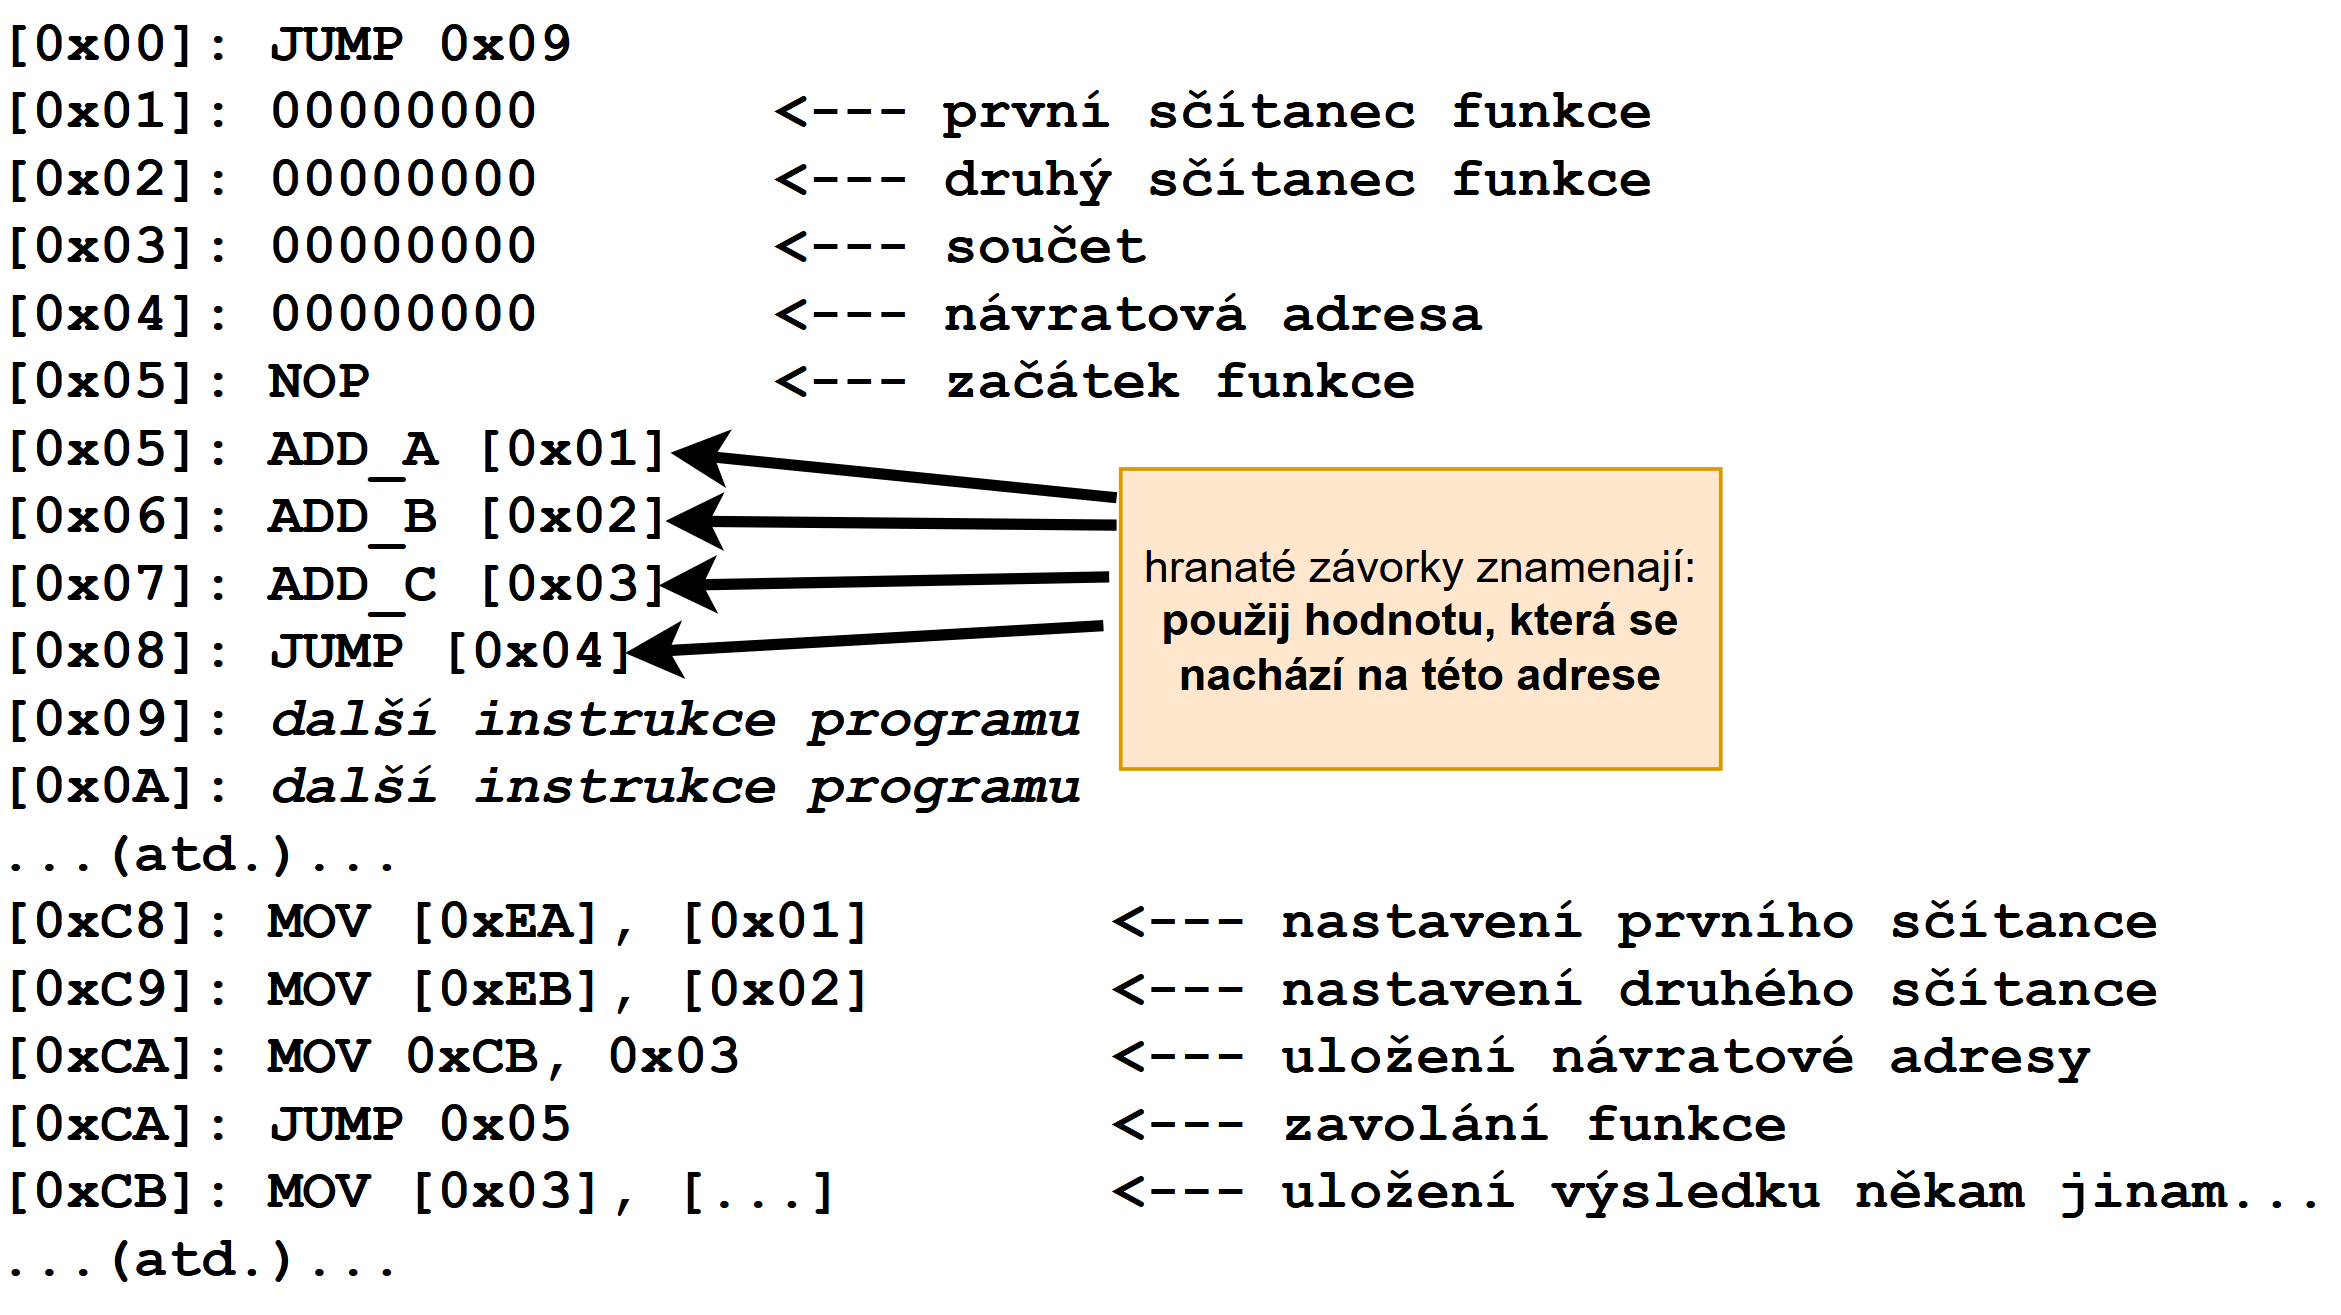 [0x00]: JUMP 0x09
[0x01]: 00000000 <--- první sčítanec funkce
[0x02]: 00000000 <--- druhý sčítanec funkce
[0x03]: 00000000 <--- součet
[0x04]: 00000000 <--- návratová adresa
[0x05]: NOP <--- začátek funkce
[0x05]: ADD_A [0x01]
[0x06]: ADD_B [0x02]
[0x07]: ADD_C [0x03]
[0x08]: JUMP [0x04]
hranaté závorky znamenají:
použij hodnotu, která se
nachází na této adrese
[0x09]: další instrukce programu
[0x0A]: další instrukce programu
...(atd.)...
[0xC8]: MOV [0xEA], [0x01] <--- nastavení prvního sčítance
[0xC9]: MOV [0xEB], [0x02] <--- nastavení druhého sčítance
[0xCA]: MOV 0xCB, 0x03 <--- uložení návratové adresy
[0xCA]: JUMP 0x05 <--- zavolání funkce
[0xCB]: MOV [0x03], [...] <--- uložení výsledku někam jinam...
...(atd.)...